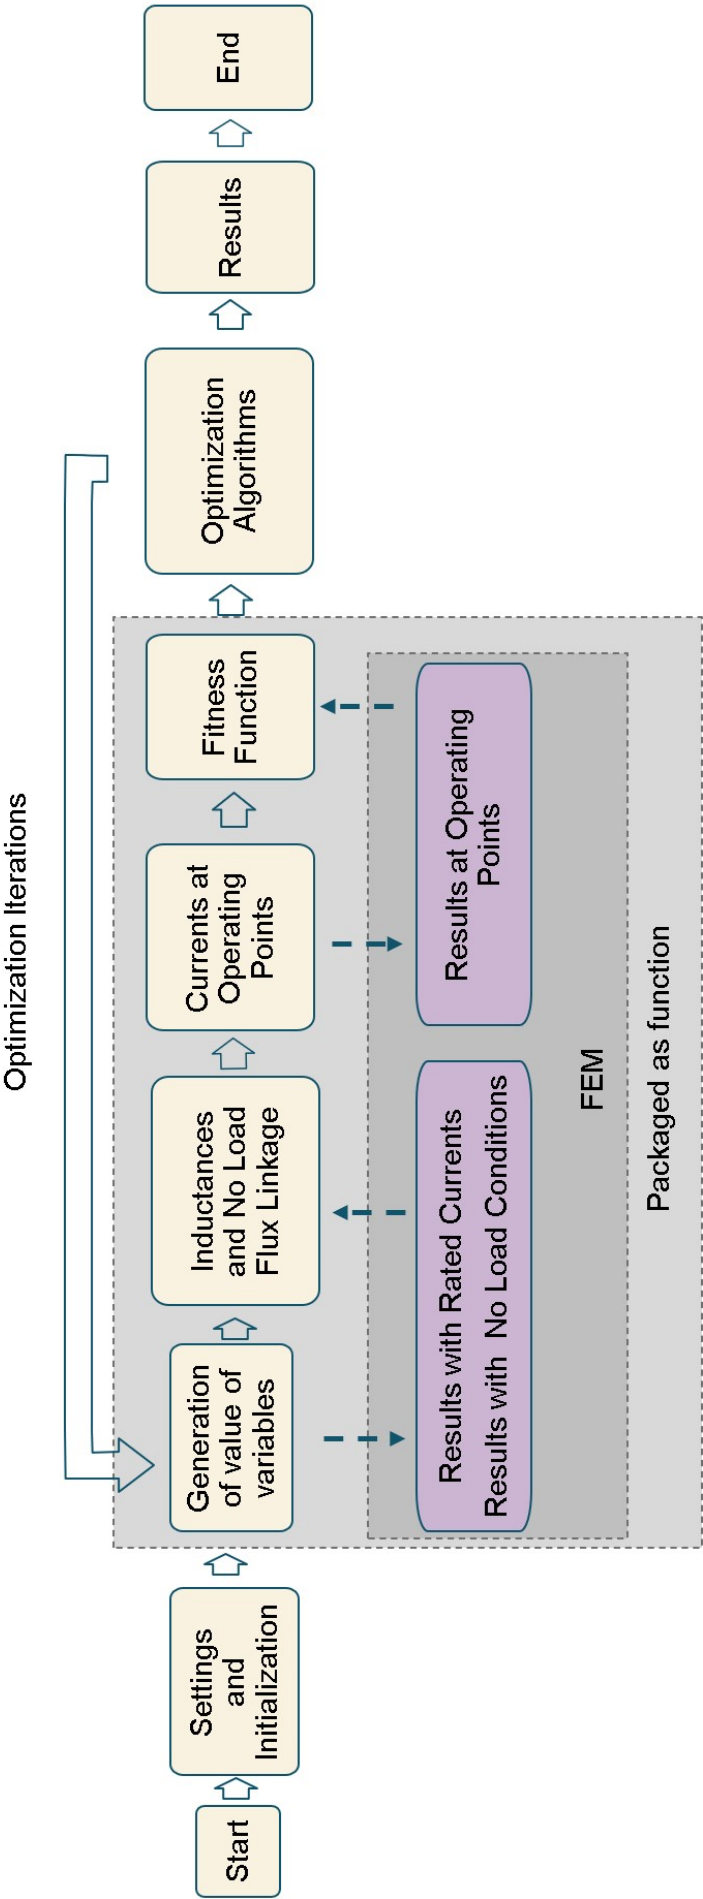 Optimization Iterations
Start
Settings
and
Initialization
Generation
of value of
variables
Inductances
and No Load
Flux Linkage
Currents at
Operating
Points
Fitness
Function
Optimization
Algorithms
Results
End
Results with Rated Currents
Results with  No Load Conditions
Results at Operating
Points
FEM
Packaged as function